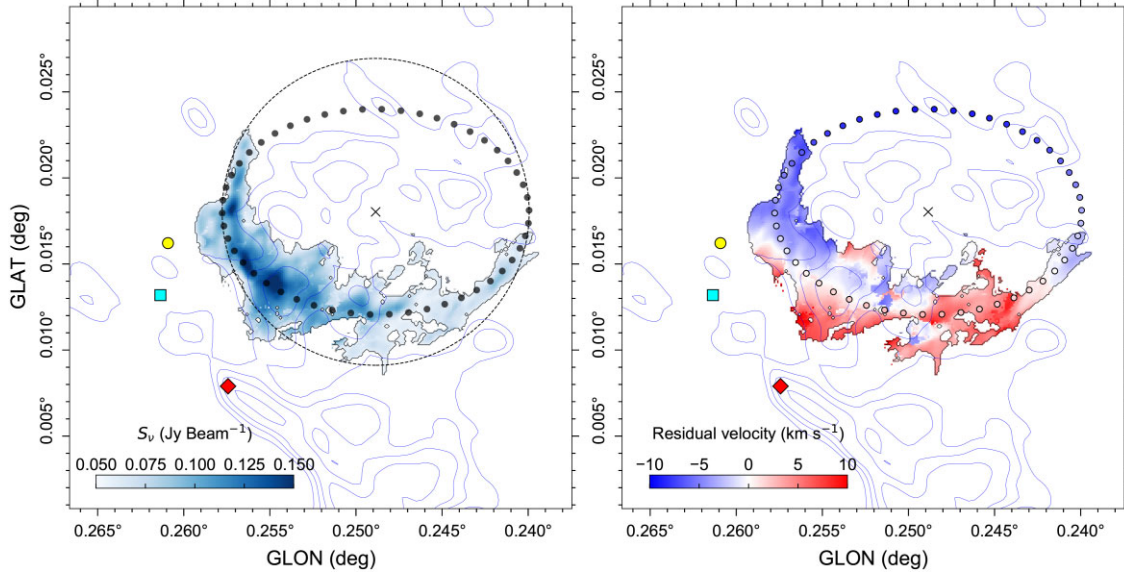 GLAT (deg)
0.025°
0.020°
0.015°
0.010°
0.005°
S_ν (Jy Beam⁻¹)
0.050 0.075 0.100 0.125 0.150
0.265° 0.260° 0.255° 0.250° 0.245° 0.240°
GLON (deg)
0.025°
0.020°
0.015°
0.010°
0.005°
Residual velocity (km s⁻¹)
−10 −5 0 5 10
0.265° 0.260° 0.255° 0.250° 0.245° 0.240°
GLON (deg)